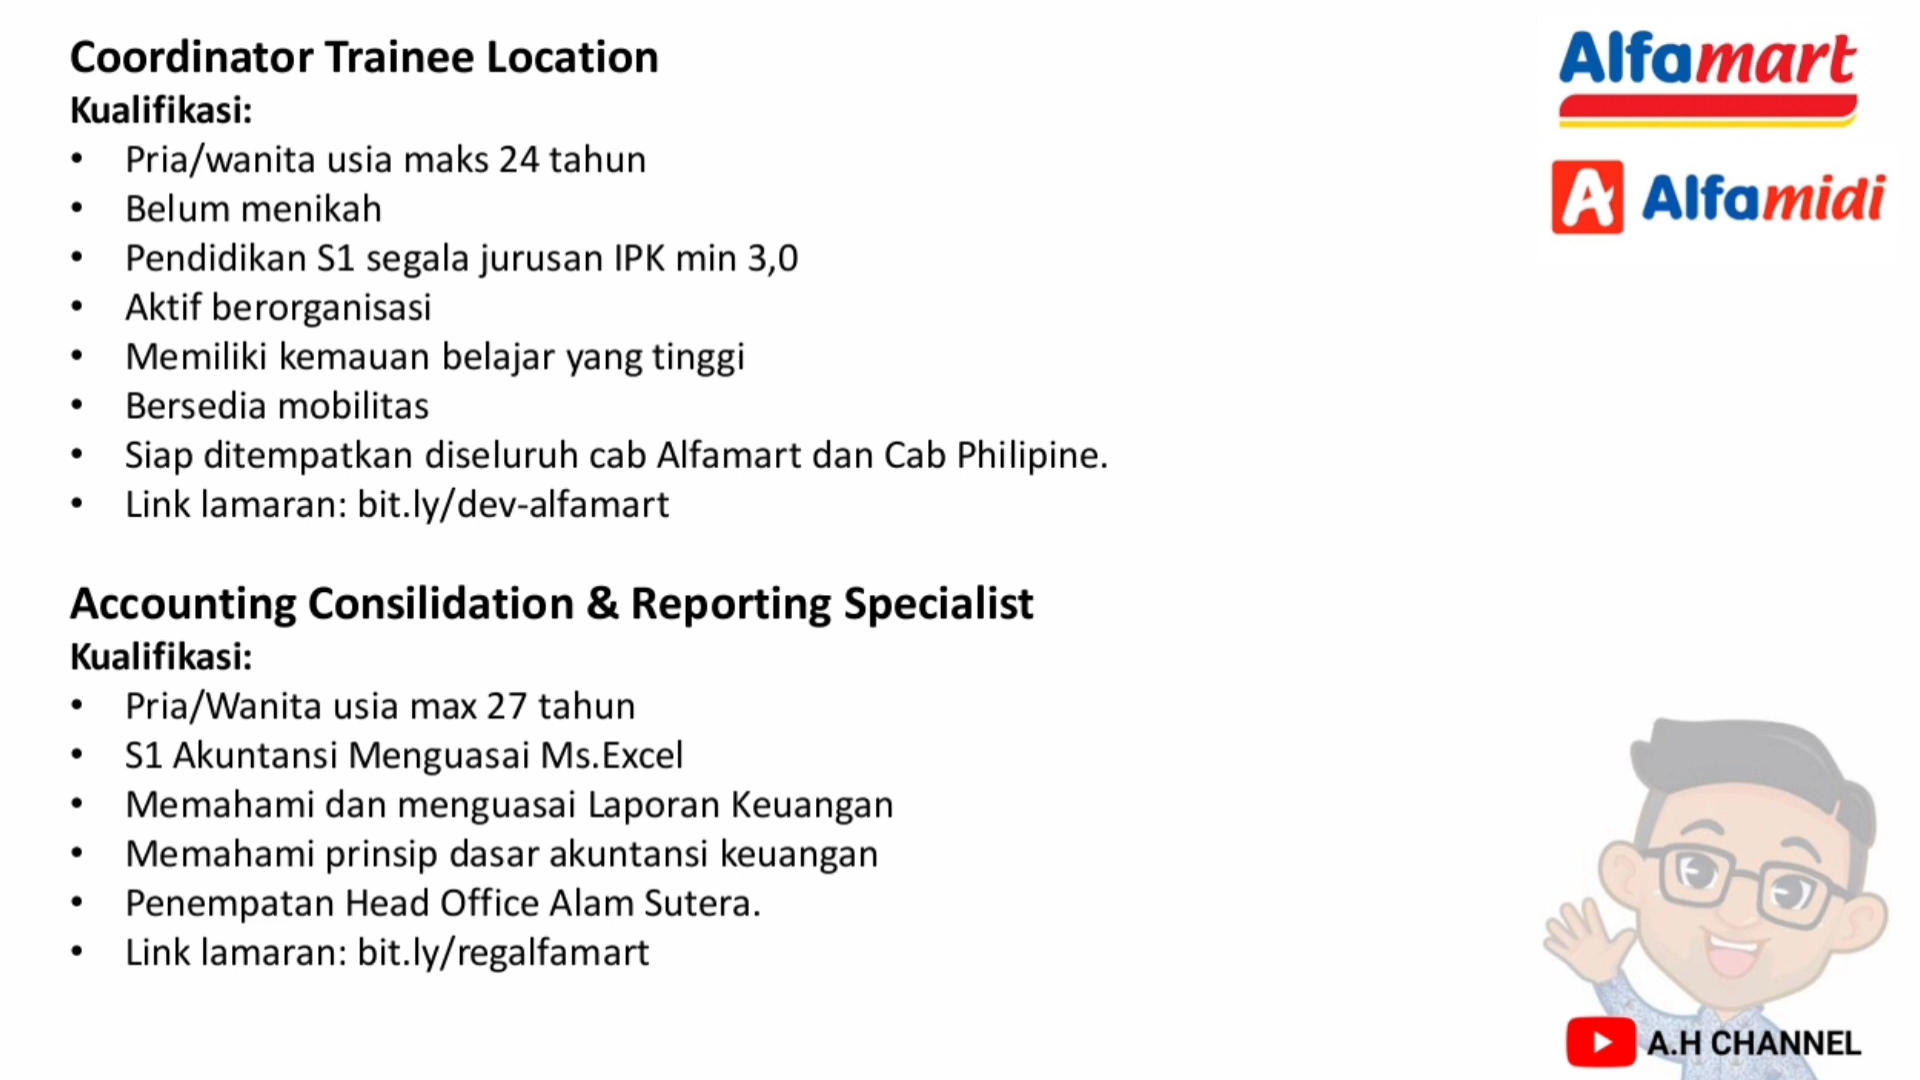 Coordinator Trainee Location
Kualifikasi:
• Pria/wanita usia maks 24 tahun
• Belum menikah
• Pendidikan S1 segala jurusan IPK min 3,0
• Aktif berorganisasi
• Memiliki kemauan belajar yang tinggi
• Bersedia mobilitas
• Siap ditempatkan diseluruh cab Alfamart dan Cab Philipine.
• Link lamaran: bit.ly/dev-alfamart
Accounting Consilidation & Reporting Specialist
Kualifikasi:
• Pria/Wanita usia max 27 tahun
• S1 Akuntansi Menguasai Ms.Excel
• Memahami dan menguasai Laporan Keuangan
• Memahami prinsip dasar akuntansi keuangan
• Penempatan Head Office Alam Sutera.
• Link lamaran: bit.ly/regalfamart
Alfamart
A Alfamidi
A.H CHANNEL